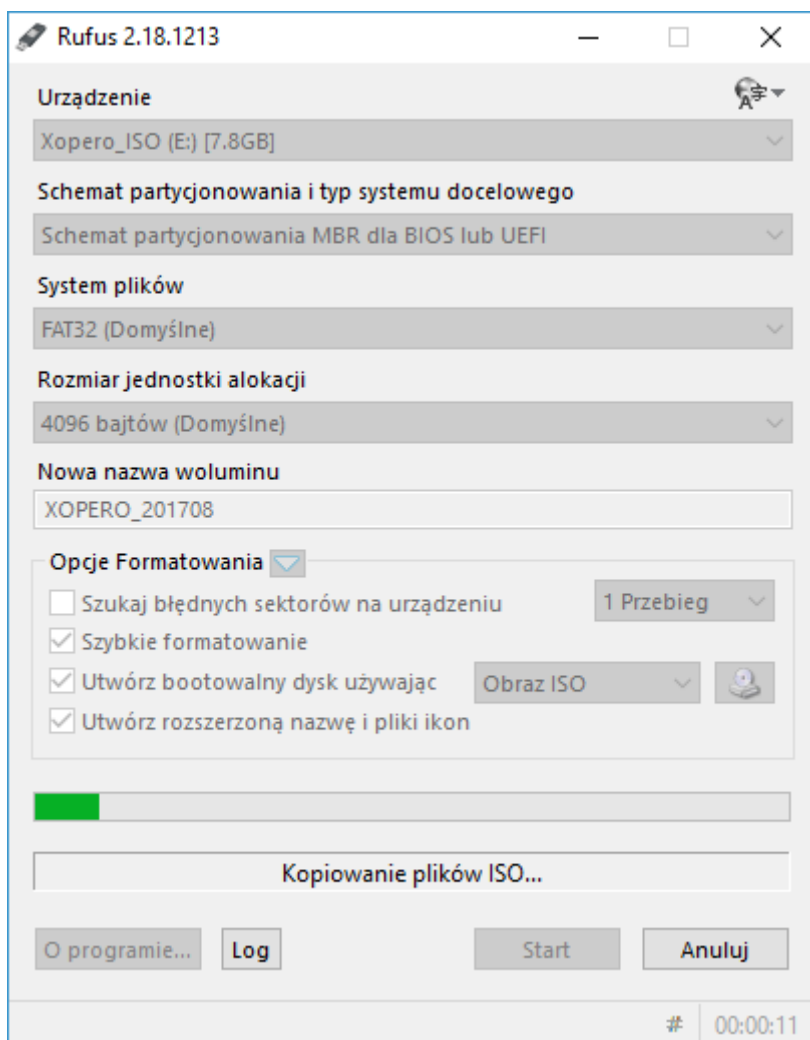 Rufus 2.18.1213
Urządzenie
Xopero_ISO (E:) [7.8GB]
Schemat partycjonowania i typ systemu docelowego
Schemat partycjonowania MBR dla BIOS lub UEFI
System plików
FAT32 (Domyślne)
Rozmiar jednostki alokacji
4096 bajtów (Domyślne)
Nowa nazwa woluminu
XOPERO_201708
Opcje Formatowania
Szukaj błędnych sektorów na urządzeniu 1 Przebieg
Szybkie formatowanie
Utwórz bootowalny dysk używając Obraz ISO
Utwórz rozszerzoną nazwę i pliki ikon
Kopiowanie plików ISO...
O programie... Log Start Anuluj
# 00:00:11